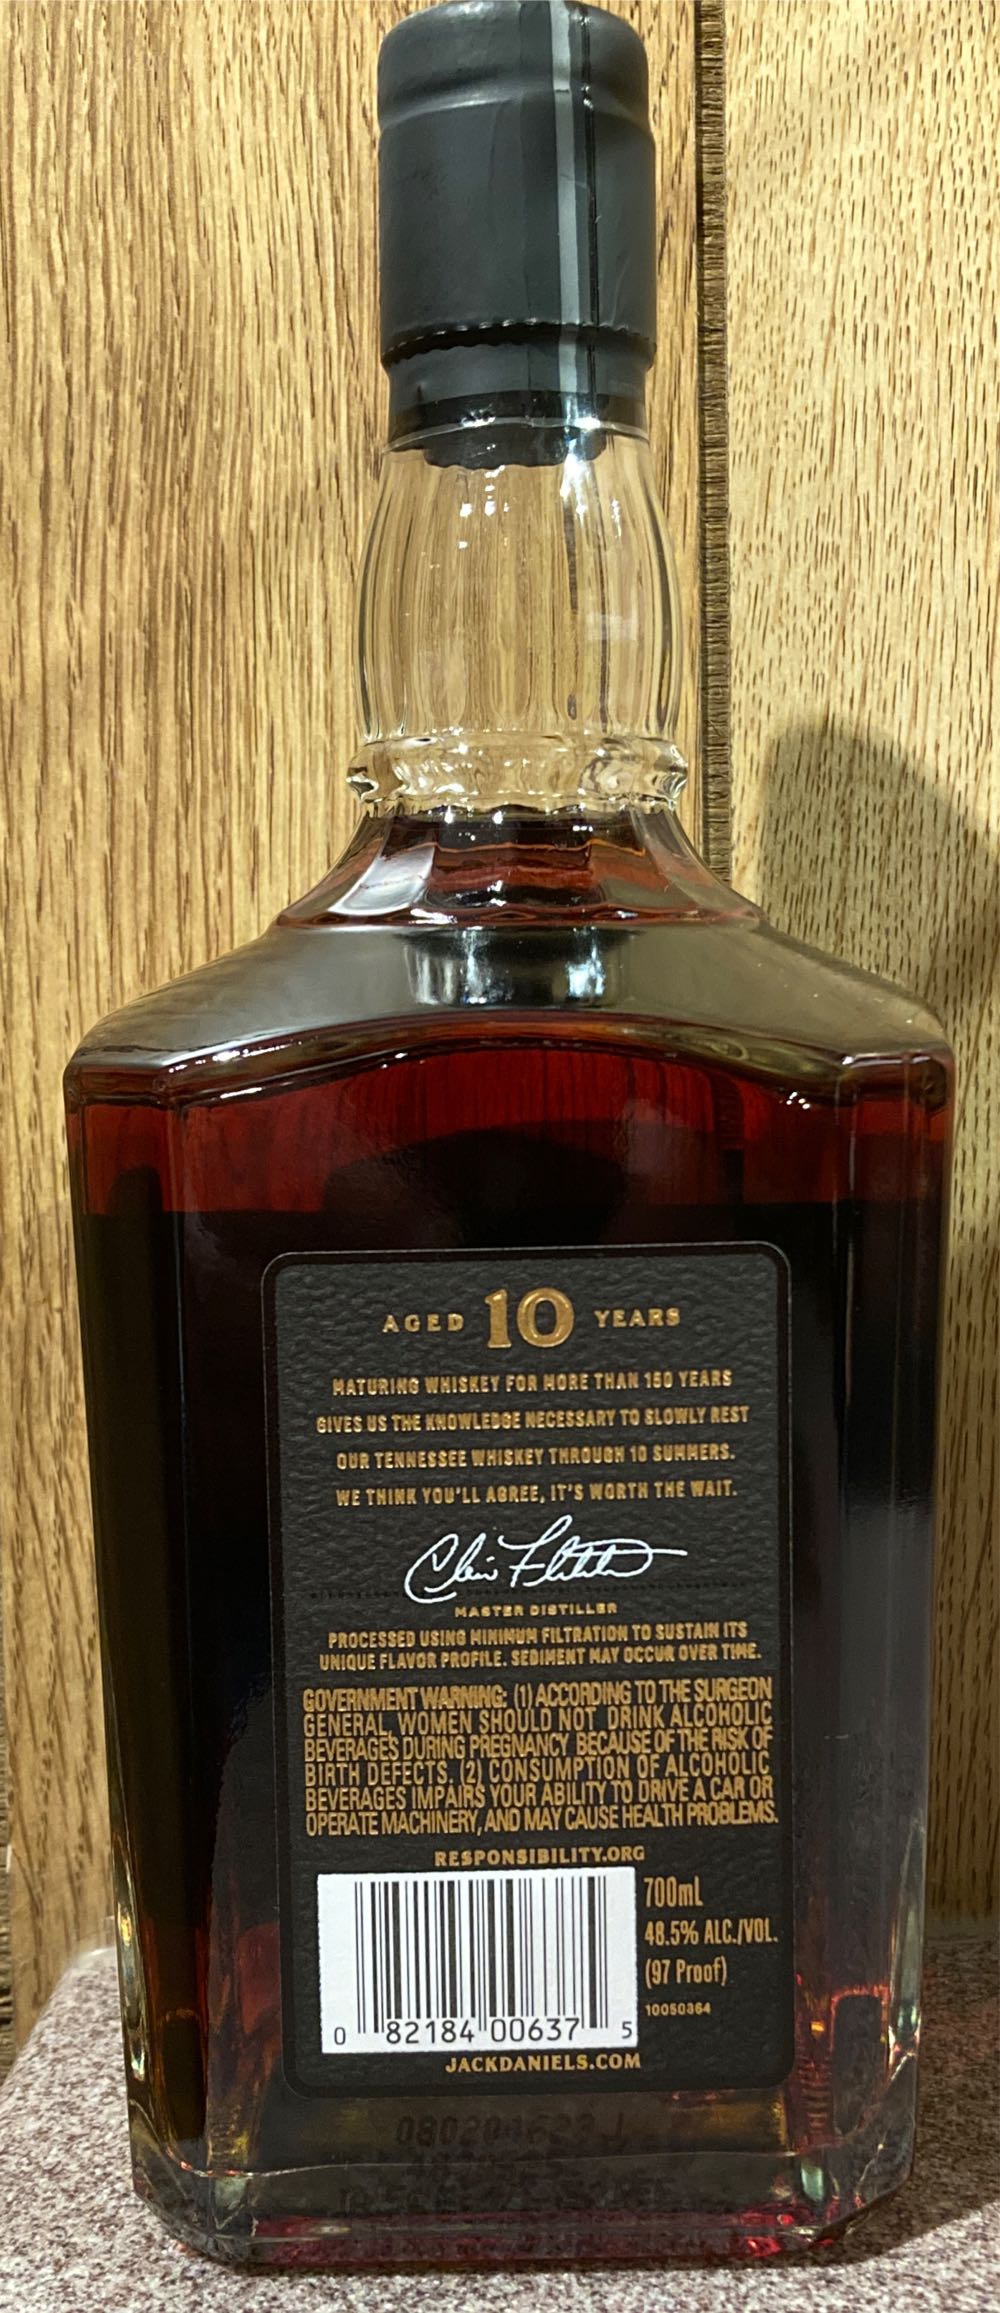 AGED 10 YEARS
MATURING WHISKEY FOR MORE THAN 150 YEARS
GIVES US THE KNOWLEDGE NECESSARY TO SLOWLY REST
OUR TENNESSEE WHISKEY THROUGH 10 SUMMERS.
WE THINK YOU'LL AGREE, IT'S WORTH THE WAIT.
MASTER DISTILLER
PROCESSED USING MINIMUM FILTRATION TO SUSTAIN ITS
UNIQUE FLAVOR PROFILE. SEDIMENT MAY OCCUR OVER TIME.
GOVERNMENT WARNING: (1) ACCORDING TO THE SURGEON
GENERAL, WOMEN SHOULD NOT DRINK ALCOHOLIC
BEVERAGES DURING PREGNANCY BECAUSE OF THE RISK OF
BIRTH DEFECTS. (2) CONSUMPTION OF ALCOHOLIC
BEVERAGES IMPAIRS YOUR ABILITY TO DRIVE A CAR OR
OPERATE MACHINERY, AND MAY CAUSE HEALTH PROBLEMS.
RESPONSIBILITY.ORG
700mL
48.5% ALC./VOL.
(97 Proof)
10050364
0 82184 00637 5
JACKDANIELS.COM